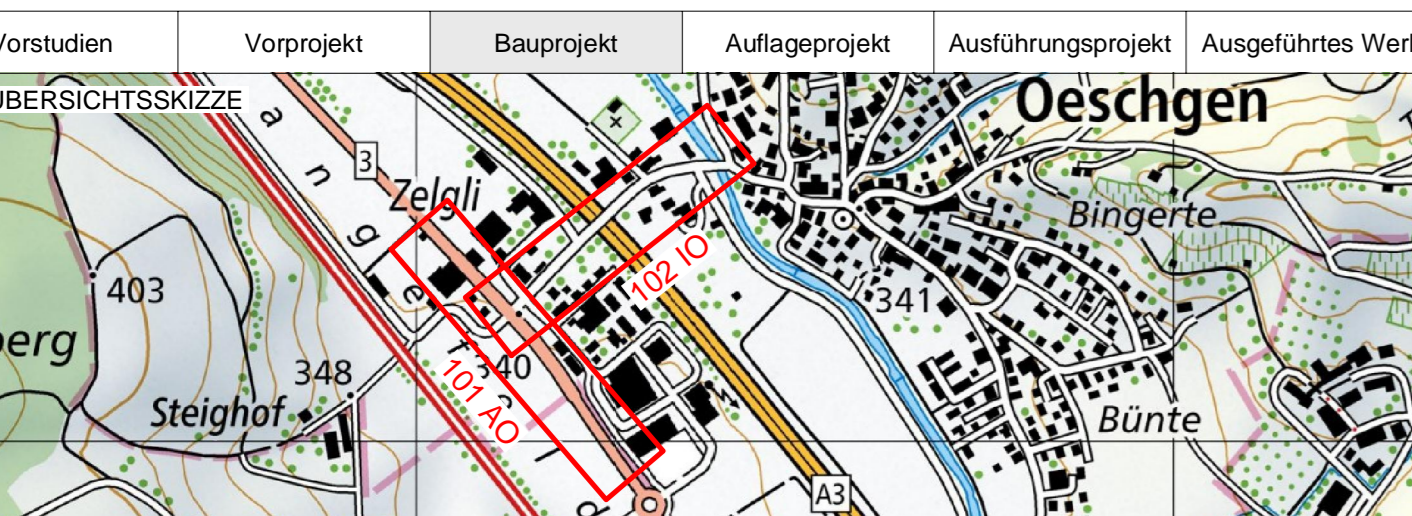 Vorstudien Vorprojekt Bauprojekt Auflageprojekt Ausführungsprojekt Ausgeführtes Werk
ÜBERSICHTSSKIZZE
Oeschgen
3
Zelgli
Bingerte
403
102 IO
341
berg
348
340
101 AO
Steighof
Bünte
A3